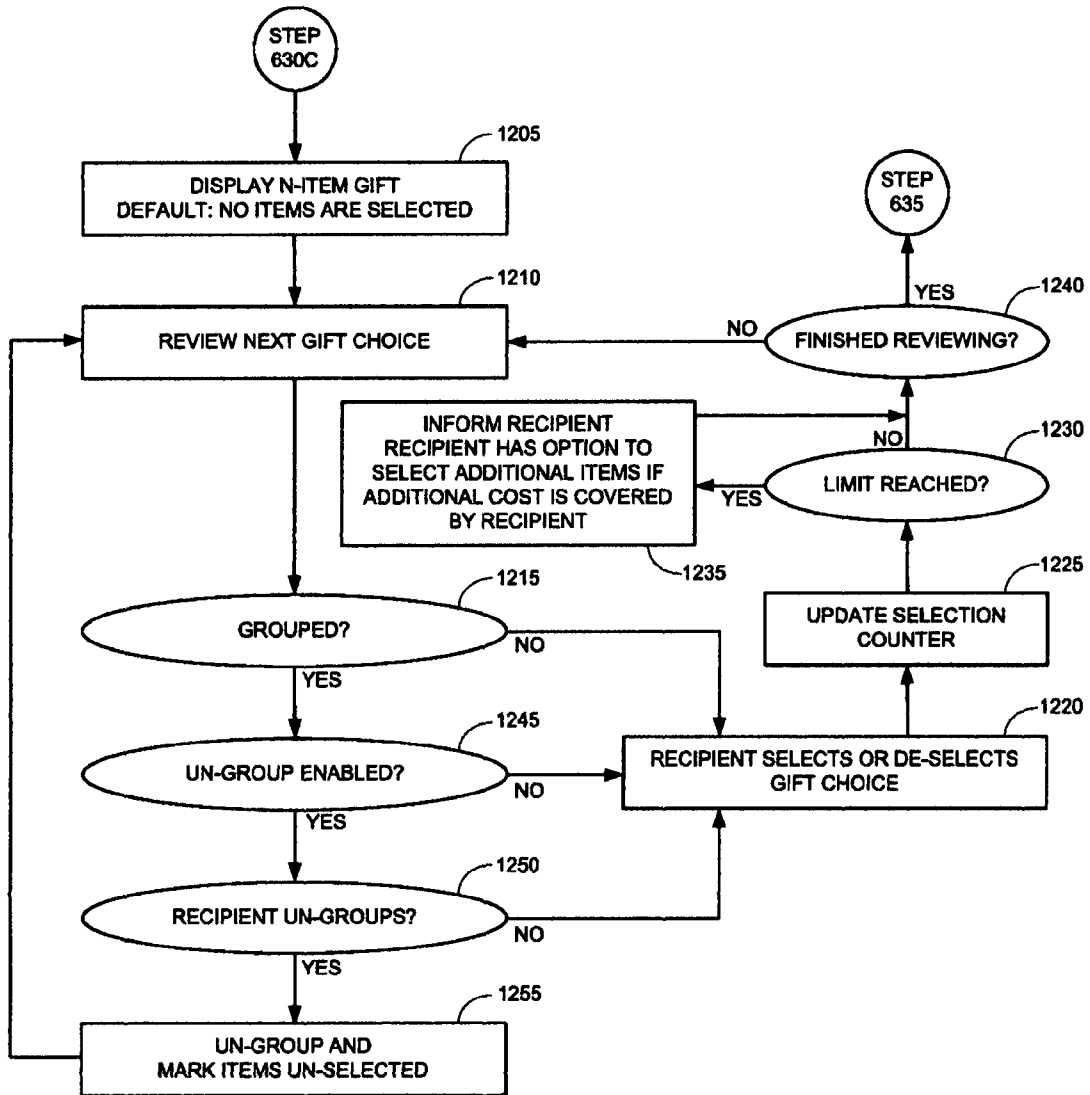 STEP
630C
1205
DISPLAY N-ITEM GIFT
DEFAULT: NO ITEMS ARE SELECTED
1210
REVIEW NEXT GIFT CHOICE
STEP
635
YES
1240
FINISHED REVIEWING?
NO
INFORM RECIPIENT
RECIPIENT HAS OPTION TO
SELECT ADDITIONAL ITEMS IF
ADDITIONAL COST IS COVERED
BY RECIPIENT
1235
NO
1230
LIMIT REACHED?
YES
1225
UPDATE SELECTION
COUNTER
1215
GROUPED?
NO
YES
1220
RECIPIENT SELECTS OR DE-SELECTS
GIFT CHOICE
1245
UN-GROUP ENABLED?
NO
YES
1250
RECIPIENT UN-GROUPS?
NO
YES
1255
UN-GROUP AND
MARK ITEMS UN-SELECTED